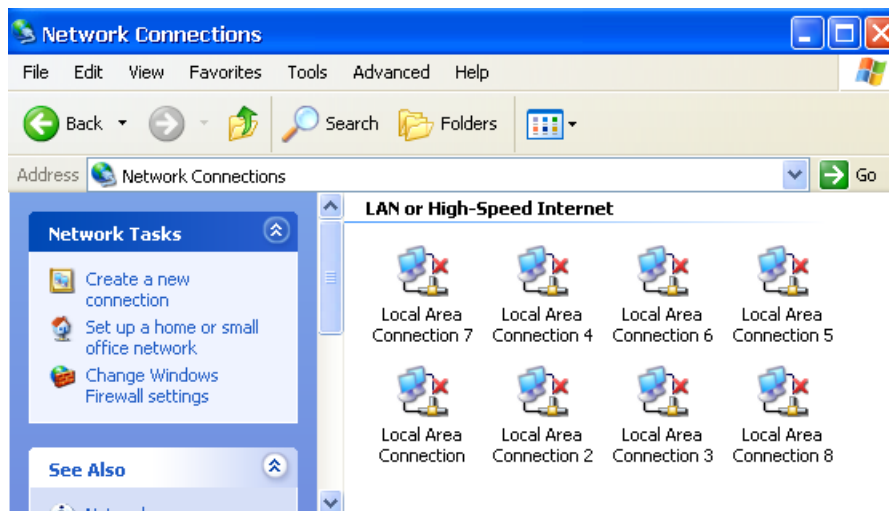 Network Connections
File Edit View Favorites Tools Advanced Help
Back Search Folders
Address Network Connections Go
Network Tasks
Create a new
connection
Set up a home or small
office network
Change Windows
Firewall settings
See Also
LAN or High-Speed Internet
Local Area
Connection 7
Local Area
Connection 4
Local Area
Connection 6
Local Area
Connection 5
Local Area
Connection
Local Area
Connection 2
Local Area
Connection 3
Local Area
Connection 8